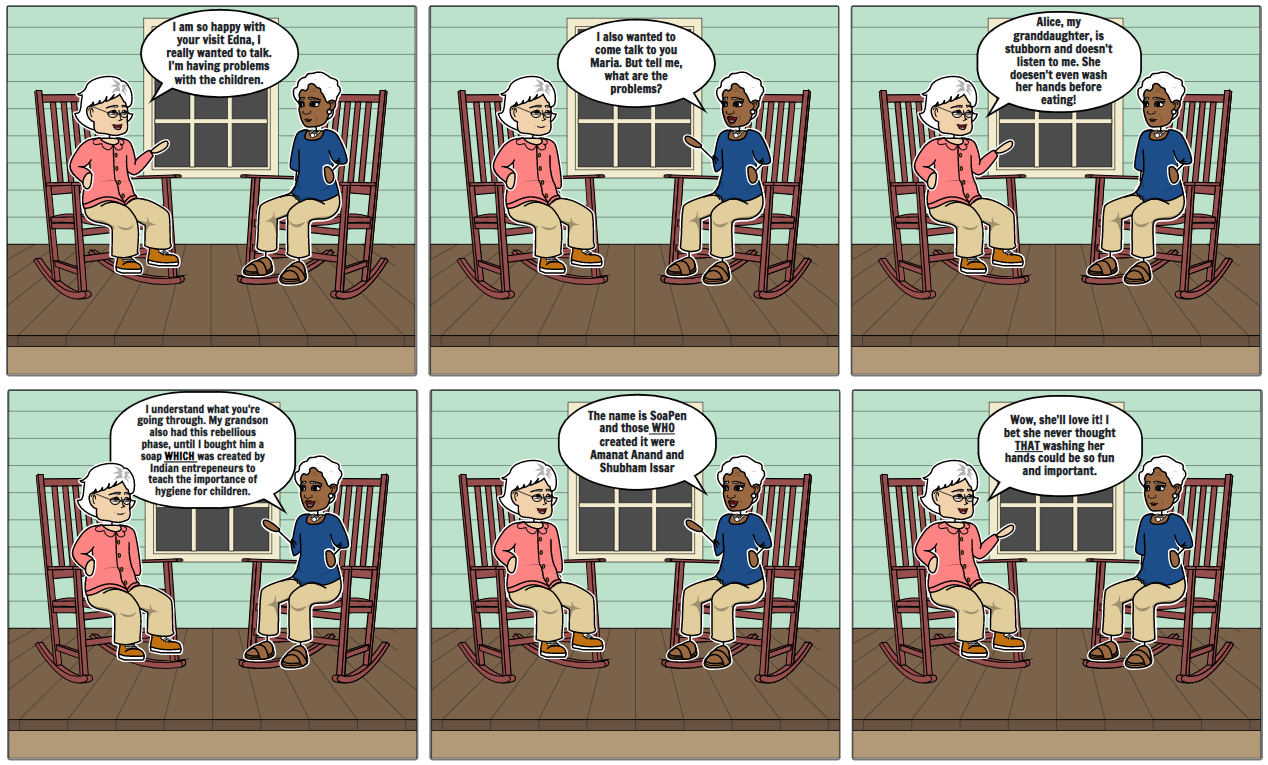 I am so happy with
your visit Edna, I
really wanted to talk.
I'm having problems
with the children.
I also wanted to
come talk to you
Maria. But tell me,
what are the
problems?
Alice, my
granddaughter, is
stubborn and doesn't
listen to me. She
doesen't even wash
her hands before
eating!
I understand what you're
going through. My grandson
also had this rebellious
phase, until I bought him a
soap WHICH was created by
Indian entrepeneurs to
teach the importance of
hygiene for children.
The name is SoaPen
and those WHO
created it were
Amanat Anand and
Shubham Issar
Wow, she'll love it! I
bet she never thought
THAT washing her
hands could be so fun
and important.